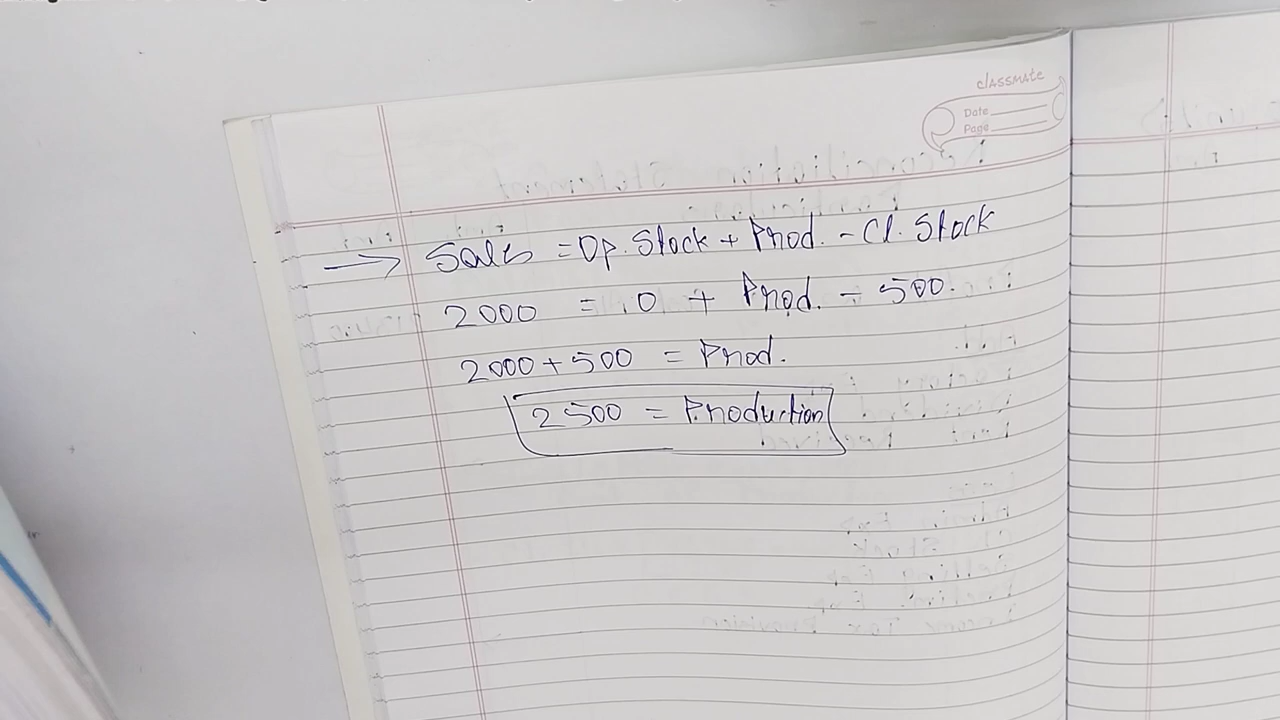 classmate
Date
Page
→ Sales = Op. Stock + Prod. - Cl. Stock
2000 = 0 + Prod. - 500.
2000 + 500 = Prod.
2500 = Production